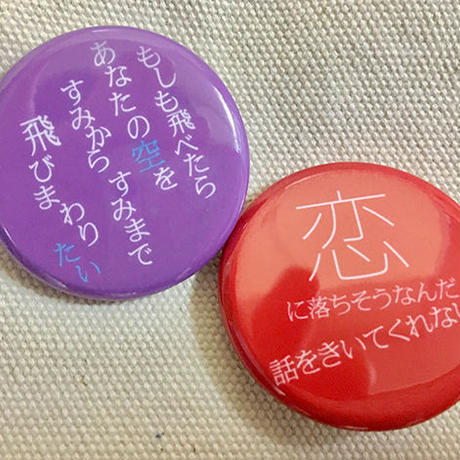 もしも飛べたら
あなたの空を
すみからすみまで
飛びまわりたい
恋
に落ちそうなんだ
話をきいてくれない